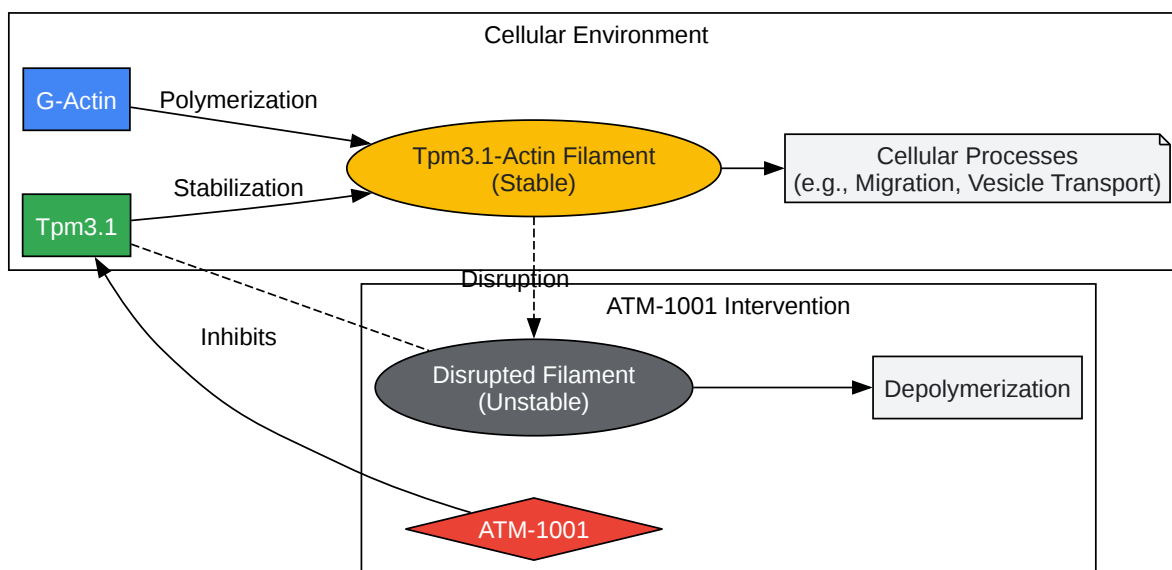 Cellular Environment
G-Actin
Polymerization
Tpm3.1-Actin Filament
(Stable)
Cellular Processes
(e.g., Migration, Vesicle Transport)
Stabilization
Tpm3.1
Disruption
ATM-1001 Intervention
Inhibits
Disrupted Filament
(Unstable)
Depolymerization
ATM-1001